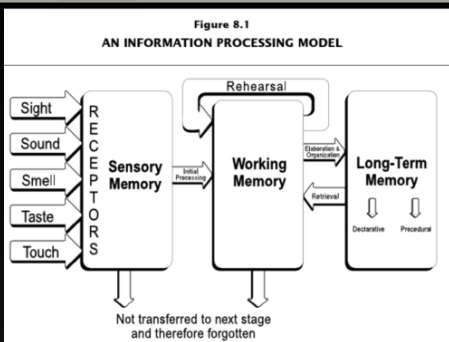 Figure 8.1
AN INFORMATION PROCESSING MODEL
Rehearsal
Sight
Sound
Smell
Taste
Touch
RECEPTORS
Sensory
Memory
Initial
Processing
Working
Memory
Elaboration &
Organization
Retrieval
Long-Term
Memory
Declarative
Procedural
Not transferred to next stage
and therefore forgotten